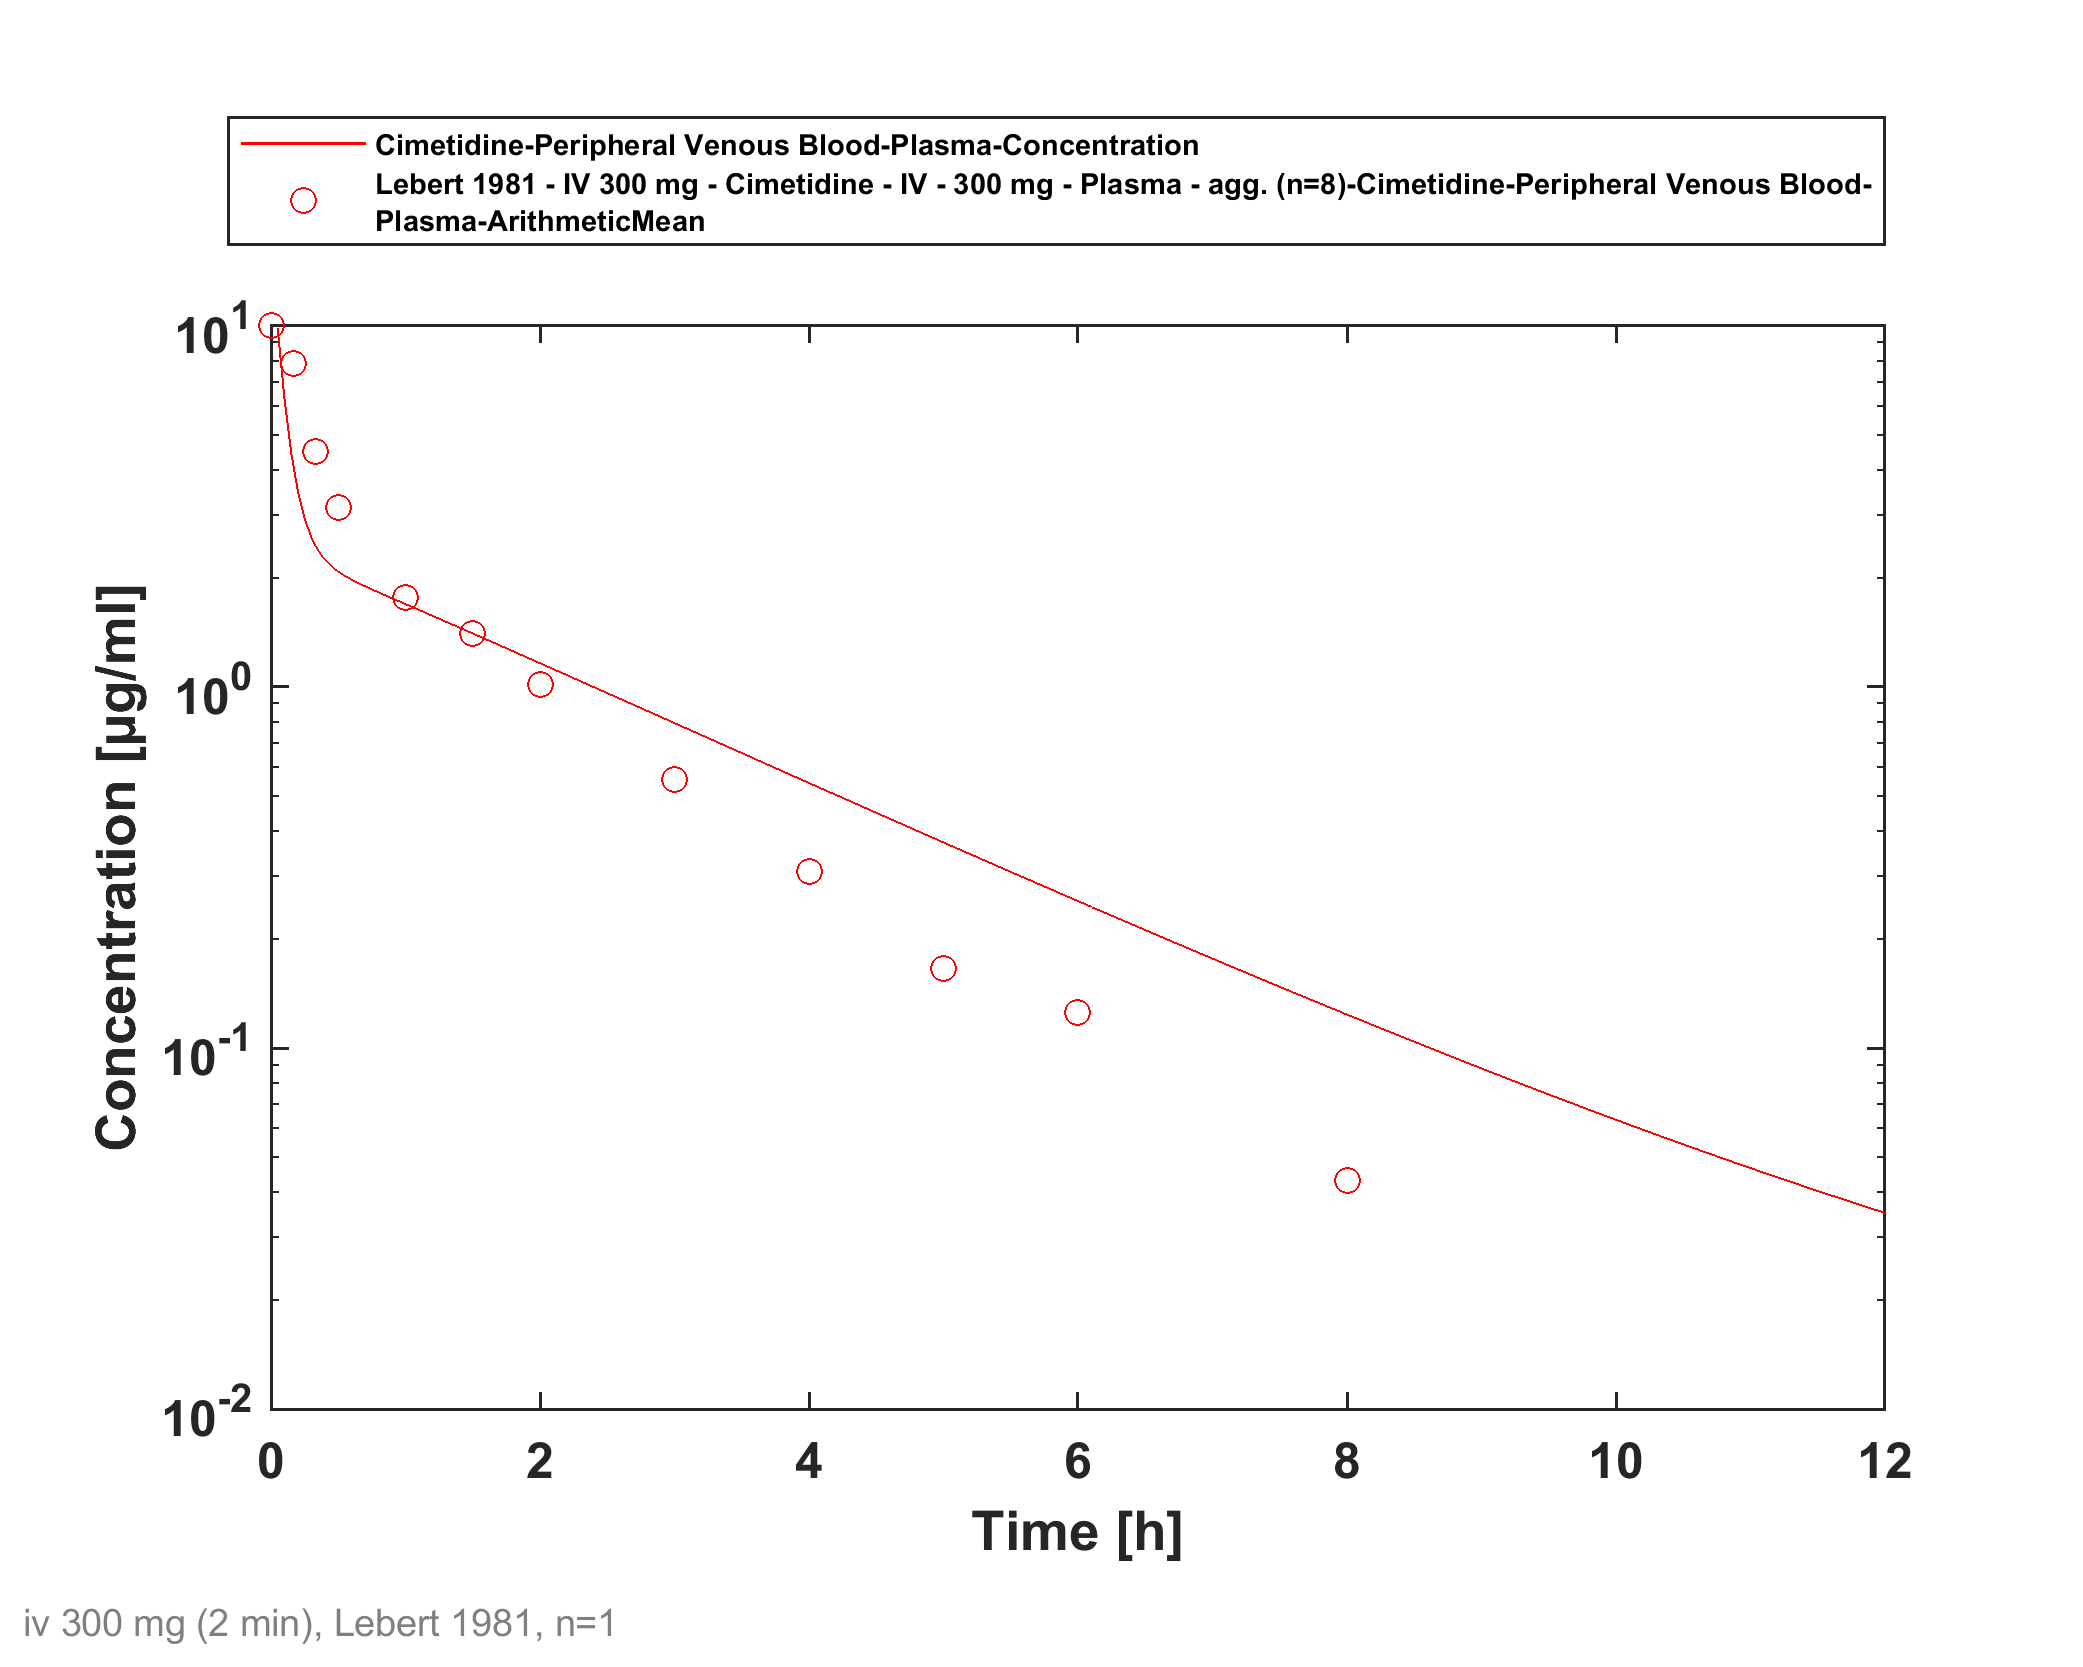 Cimetidine-Peripheral Venous Blood-Plasma-Concentration
Lebert 1981 - IV 300 mg - Cimetidine - IV - 300 mg - Plasma - agg. (n=8)-Cimetidine-Peripheral Venous Blood-
Plasma-ArithmeticMean
10^1
10^0
10^-1
10^-2
Concentration [µg/ml]
0 2 4 6 8 10 12
Time [h]
iv 300 mg (2 min), Lebert 1981, n=1